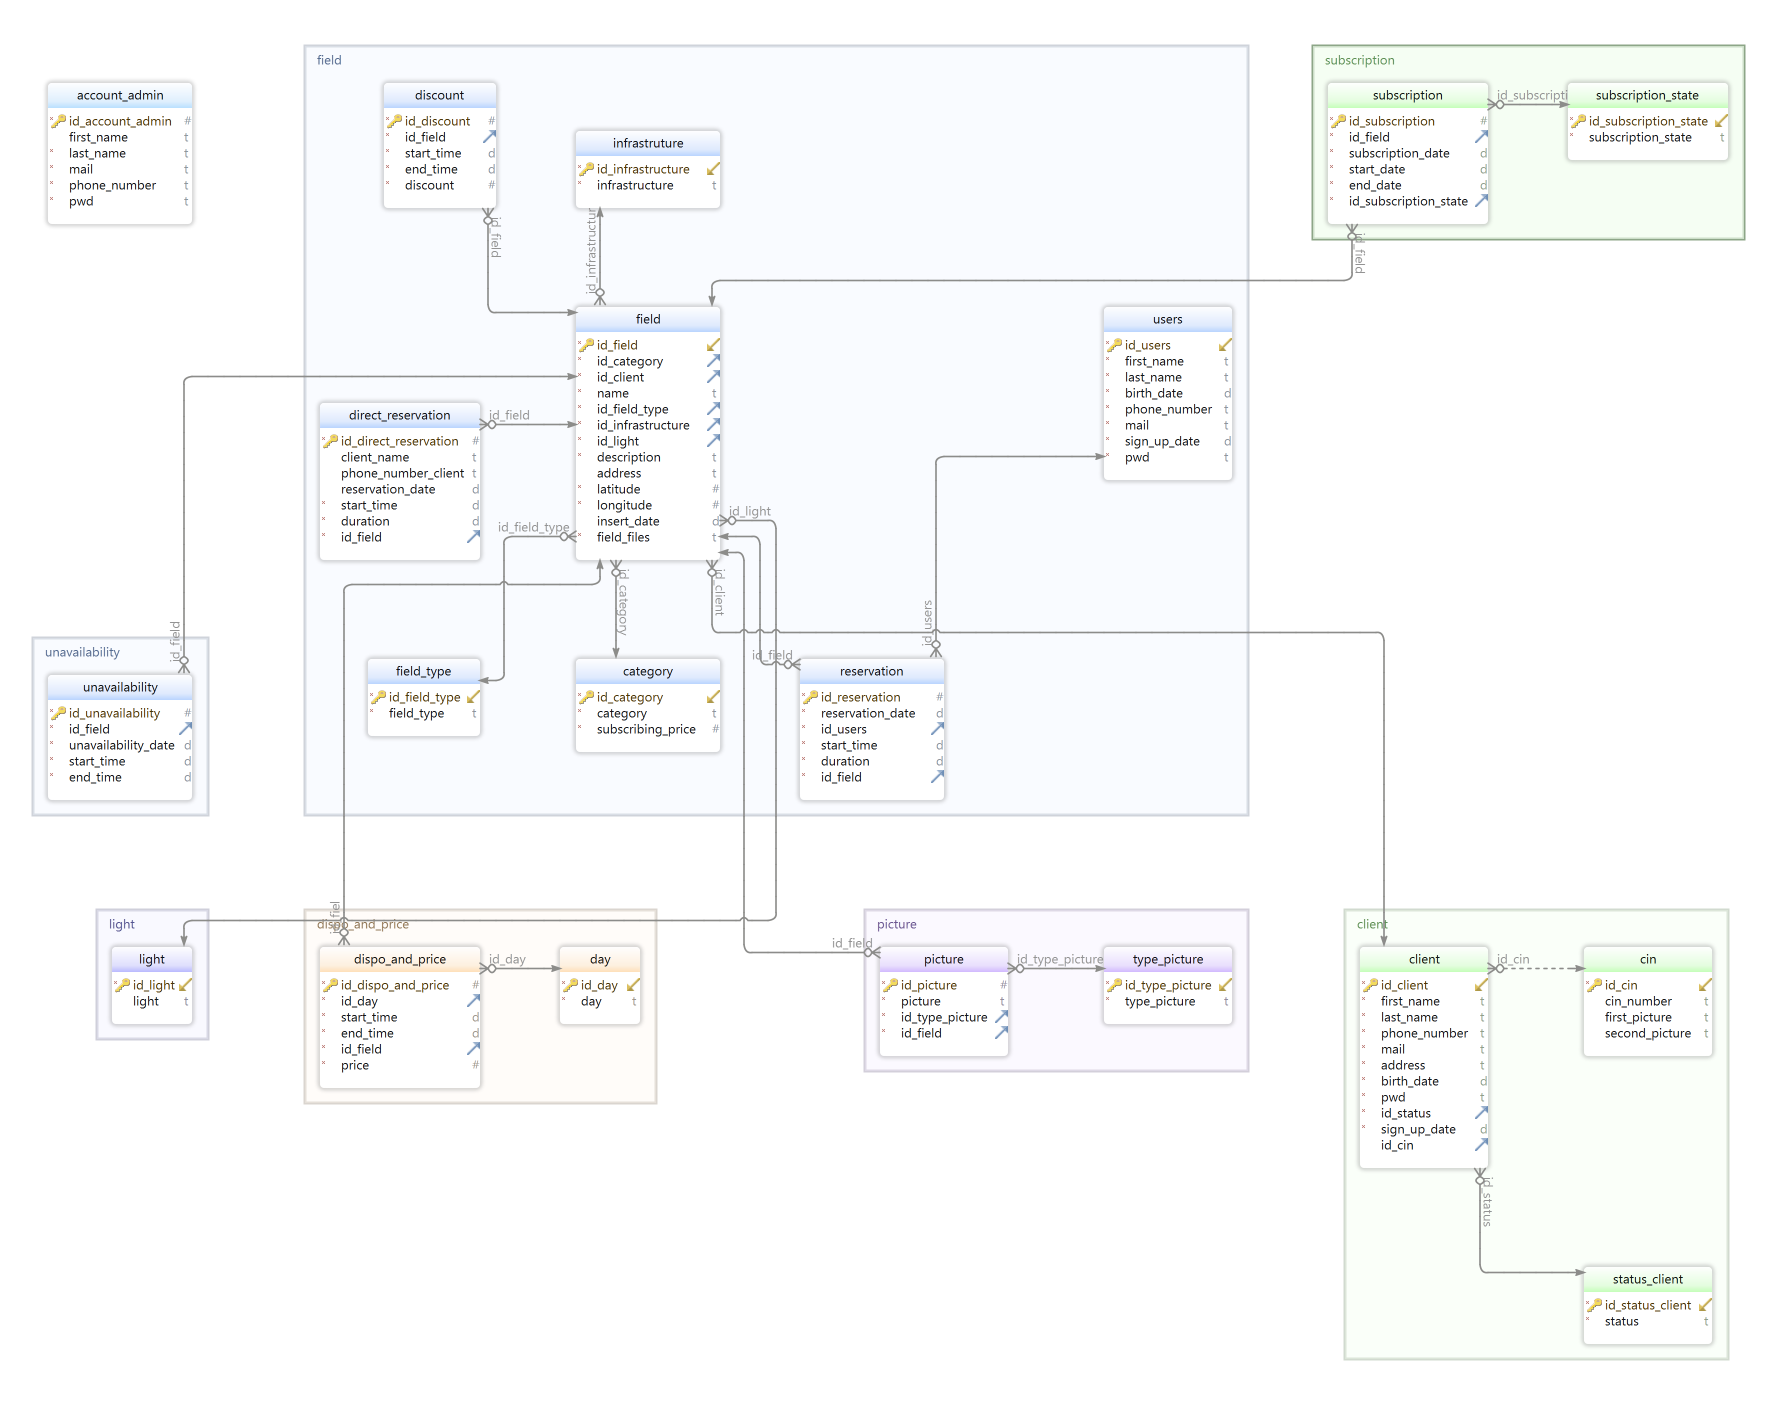 account_admin
id_account_admin #
first_name t
last_name t
mail t
phone_number t
pwd t
field
discount
id_discount #
id_field
start_time d
end_time d
discount #
id_field
infrastruture
id_infrastructure
infrastructure t
id_infrastructur
subscription
subscription
id_subscription #
id_field
subscription_date d
start_date d
end_date d
id_subscription_state
id_subscripti
subscription_state
id_subscription_state
subscription_state t
id_field
field
id_field
id_category
id_client
name t
id_field_type
id_infrastructure
id_light
description t
address t
latitude #
longitude #
insert_date d
field_files t
users
id_users
first_name t
last_name t
birth_date d
phone_number t
mail t
sign_up_date d
pwd t
direct_reservation
id_direct_reservation #
client_name t
phone_number_client t
reservation_date d
start_time d
duration d
id_field
id_field
id_field_type
id_light
id_category
id_client
id_users
id_field
id_field
unavailability
unavailability
id_unavailability #
id_field
unavailability_date d
start_time d
end_time d
field_type
id_field_type
field_type t
category
id_category
category t
subscribing_price #
reservation
id_reservation #
reservation_date d
id_users
start_time d
duration d
id_field
light
light
id_light
light t
dispo_and_price
id_fiel
dispo_and_price
id_dispo_and_price #
id_day
start_time d
end_time d
id_field
price #
id_day
day
id_day
day t
picture
id_field
picture
id_picture #
picture t
id_type_picture
id_field
id_type_picture
type_picture
id_type_picture
type_picture t
client
client
id_client
first_name t
last_name t
phone_number t
mail t
address t
birth_date d
pwd t
id_status
sign_up_date d
id_cin
id_cin
cin
id_cin
cin_number t
first_picture t
second_picture t
id_status
status_client
id_status_client
status t